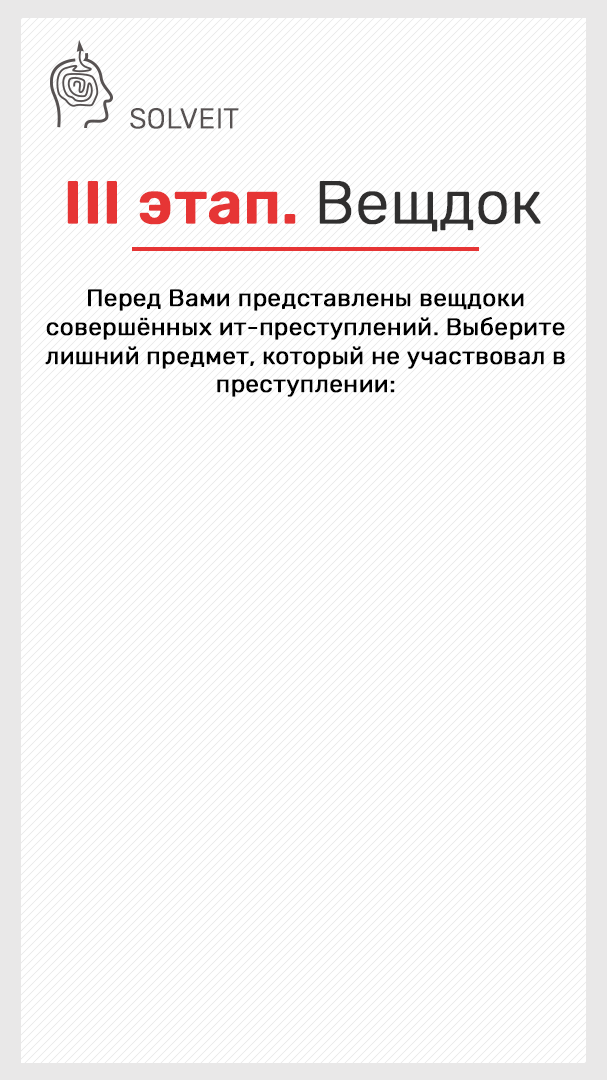 SOLVEIT
III этап. Вещдок
Перед Вами представлены вещдоки
совершённых ит-преступлений. Выберите
лишний предмет, который не участвовал в
преступлении: